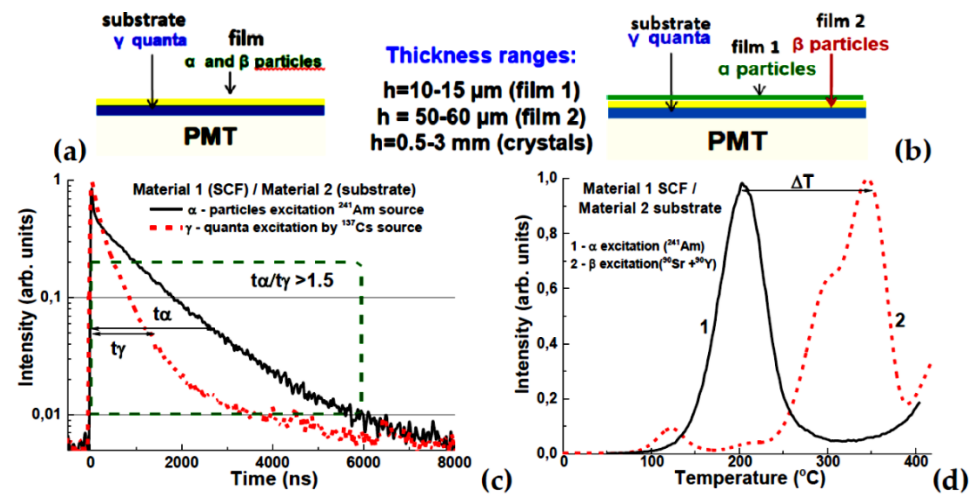 substrate
γ quanta
film
α and β particles
PMT
(a)
Thickness ranges:
h=10-15 µm (film 1)
h = 50-60 µm (film 2)
h=0.5-3 mm (crystals)
substrate
γ quanta
film 1
α particles
film 2
β particles
PMT
(b)
Material 1 (SCF) / Material 2 (substrate)
α - particles excitation ²⁴¹Am source
γ - quanta excitation by ¹³⁷Cs source
tα/tγ >1.5
tα
tγ
Intensity (arb. units)
1
0,1
0,01
0
2000
4000
6000
8000
Time (ns)
(c)
Material 1 SCF /
Material 2 substrate
1 - α excitation (²⁴¹Am)
2 - β excitation(⁹⁰Sr +⁹⁰Y)
ΔT
1
2
Intensity (arb. units)
1,0
0,8
0,6
0,4
0,2
0,0
0
100
200
300
400
Temperature (°C)
(d)